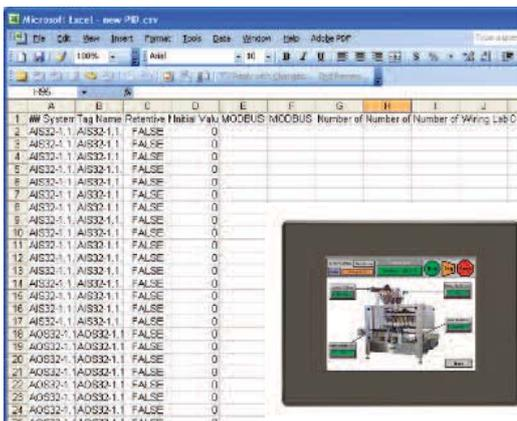 Microsoft Excel - new PID.csv
File Edit View Insert Format Tools Data Window Help Adobe PDF
100% Arial 10 B I U $ %
H95 fx
A B C D E F G H I J
1 ## System Tag Name Retentive Initial Valu MODBUS MODBUS Number of Number of Number of Wiring Lab
2 AIS32-1.1. AIS32-1.1. FALSE 0
3 AIS32-1.1. AIS32-1.1. FALSE 0
4 AIS32-1.1. AIS32-1.1. FALSE 0
5 AIS32-1.1. AIS32-1.1. FALSE 0
6 AIS32-1.1. AIS32-1.1. FALSE 0
7 AIS32-1.1. AIS32-1.1. FALSE 0
8 AIS32-1.1. AIS32-1.1. FALSE 0
9 AIS32-1.1. AIS32-1.1. FALSE 0
10 AIS32-1.1. AIS32-1.1. FALSE 0
11 AIS32-1.1. AIS32-1.1. FALSE 0
12 AIS32-1.1. AIS32-1.1. FALSE 0
13 AIS32-1.1. AIS32-1.1. FALSE 0
14 AIS32-1.1. AIS32-1.1. FALSE 0
15 AIS32-1.1. AIS32-1.1. FALSE 0
16 AIS32-1.1. AIS32-1.1. FALSE 0
17 AIS32-1.1. AIS32-1.1. FALSE 0
18 AOS32-1.1 AOS32-1.1 FALSE 0
19 AOS32-1.1 AOS32-1.1 FALSE 0
20 AOS32-1.1 AOS32-1.1 FALSE 0
21 AOS32-1.1 AOS32-1.1 FALSE 0
22 AOS32-1.1 AOS32-1.1 FALSE 0
23 AOS32-1.1 AOS32-1.1 FALSE 0
24 AOS32-1.1 AOS32-1.1 FALSE 0